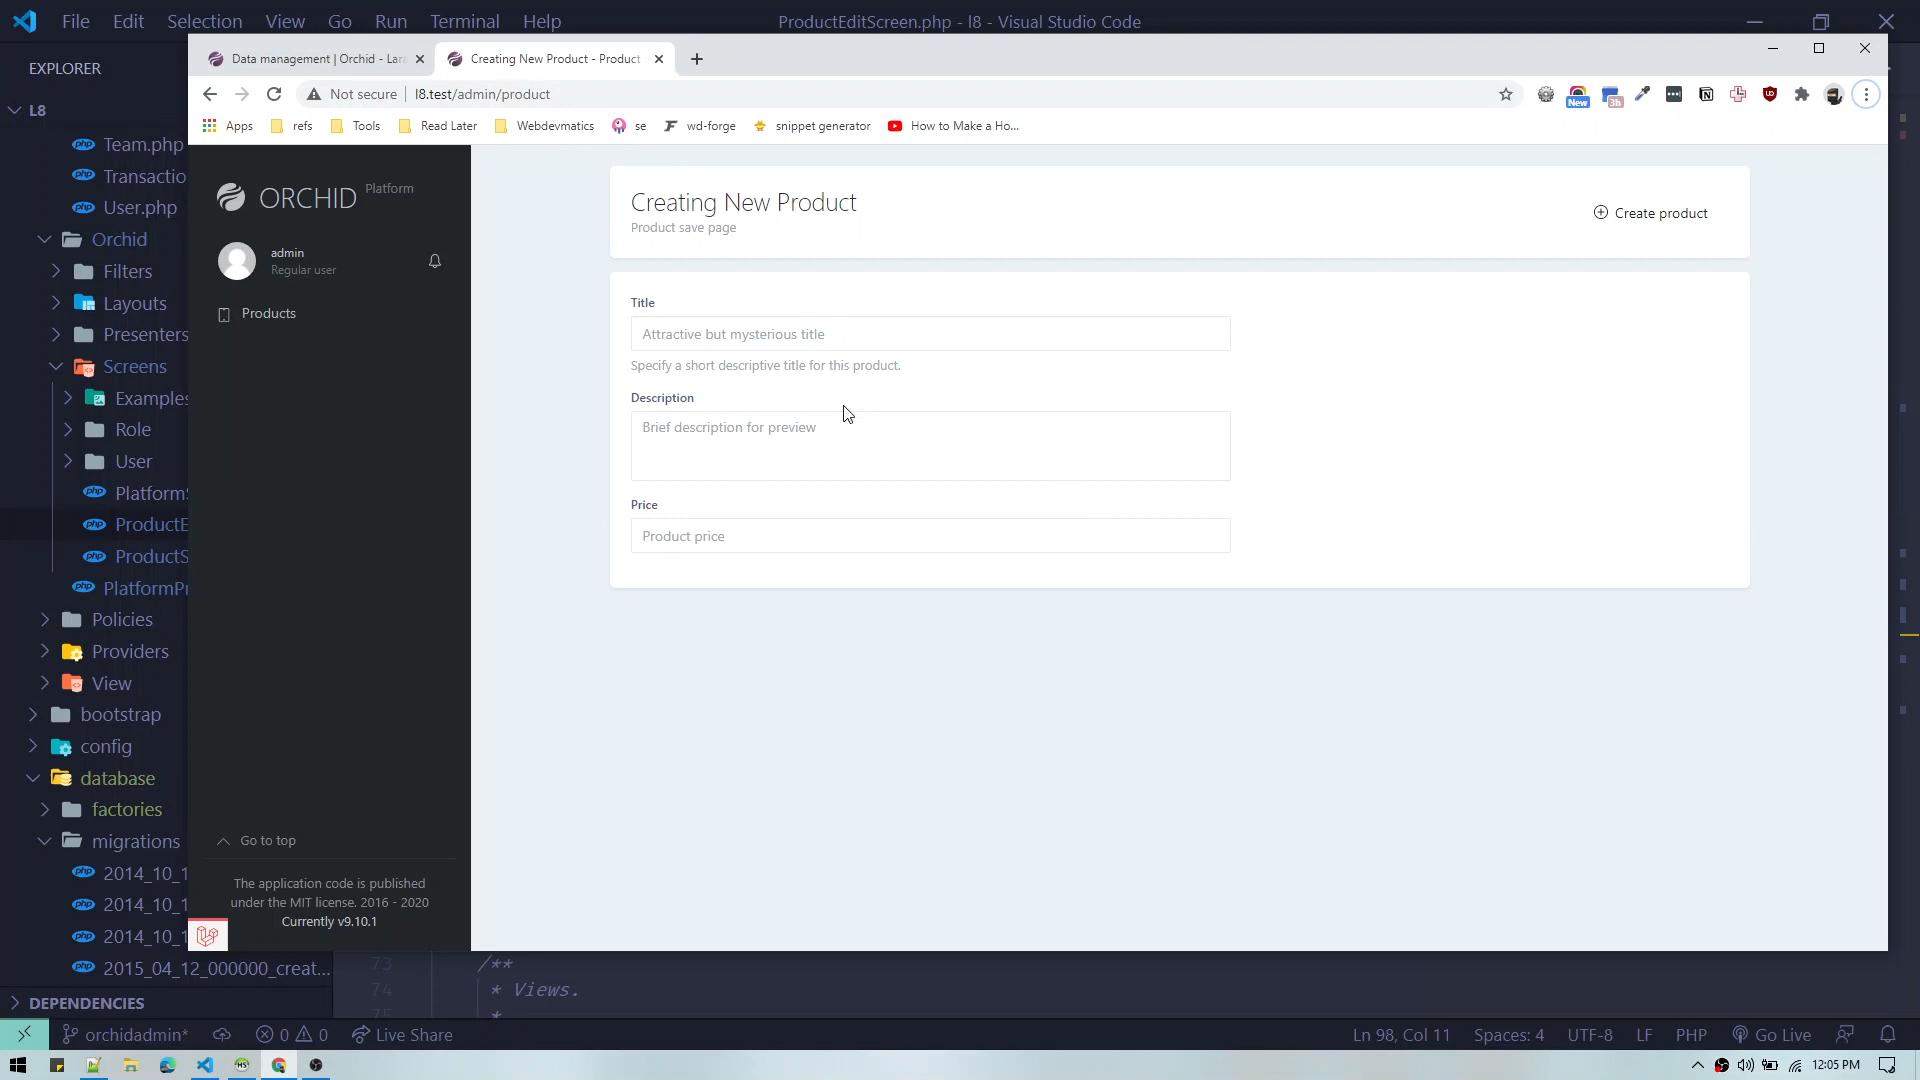 File Edit Selection View Go Run Terminal Help
ProductEditScreen.php - l8 - Visual Studio Code
EXPLORER
L8
Team.php
Transactio
User.php
Orchid
Filters
Layouts
Presenters
Screens
Examples
Role
User
PlatformS
ProductE
ProductS
PlatformPr
Policies
Providers
View
bootstrap
config
database
factories
migrations
2014_10_1
2014_10_1
2014_10_1
2015_04_12_000000_creat...
DEPENDENCIES
Data management | Orchid - Lara
Creating New Product - Product
Not secure
l8.test/admin/product
New
3h
Apps refs Tools Read Later Webdevmatics se wd-forge snippet generator How to Make a Ho...
ORCHID Platform
admin
Regular user
Products
Go to top
The application code is published
under the MIT license. 2016 - 2020
Currently v9.10.1
Creating New Product
Product save page
Create product
Title
Attractive but mysterious title
Specify a short descriptive title for this product.
Description
Brief description for preview
Price
Product price
73 /**
74 * Views.
75 *
orchidadmin* 0 0 Live Share
Ln 98, Col 11 Spaces: 4 UTF-8 LF PHP Go Live
12:05 PM